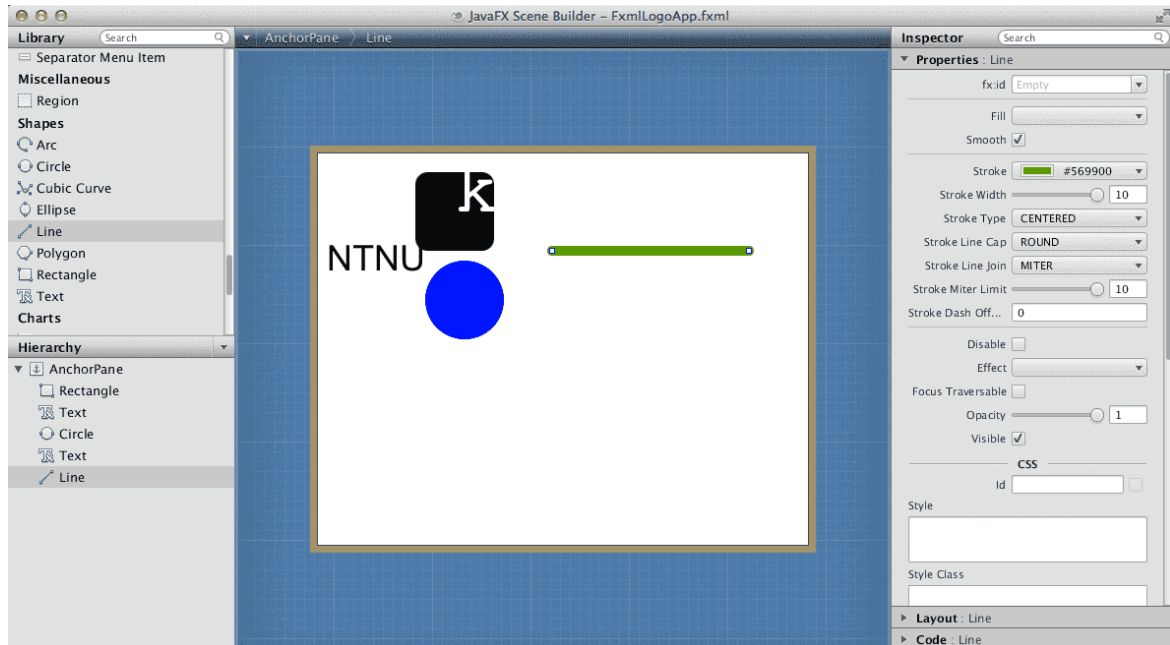 JavaFX Scene Builder – FxmlLogoApp.fxml
Library
Search
Separator Menu Item
Miscellaneous
Region
Shapes
Arc
Circle
Cubic Curve
Ellipse
Line
Polygon
Rectangle
Text
Charts
Hierarchy
AnchorPane
Rectangle
Text
Circle
Text
Line
AnchorPane
Line
k
NTNU
Inspector
Search
Properties : Line
fx:id Empty
Fill
Smooth
Stroke #569900
Stroke Width 10
Stroke Type CENTERED
Stroke Line Cap ROUND
Stroke Line Join MITER
Stroke Miter Limit 10
Stroke Dash Off... 0
Disable
Effect
Focus Traversable
Opacity 1
Visible
CSS
Id
Style
Style Class
Layout : Line
Code : Line